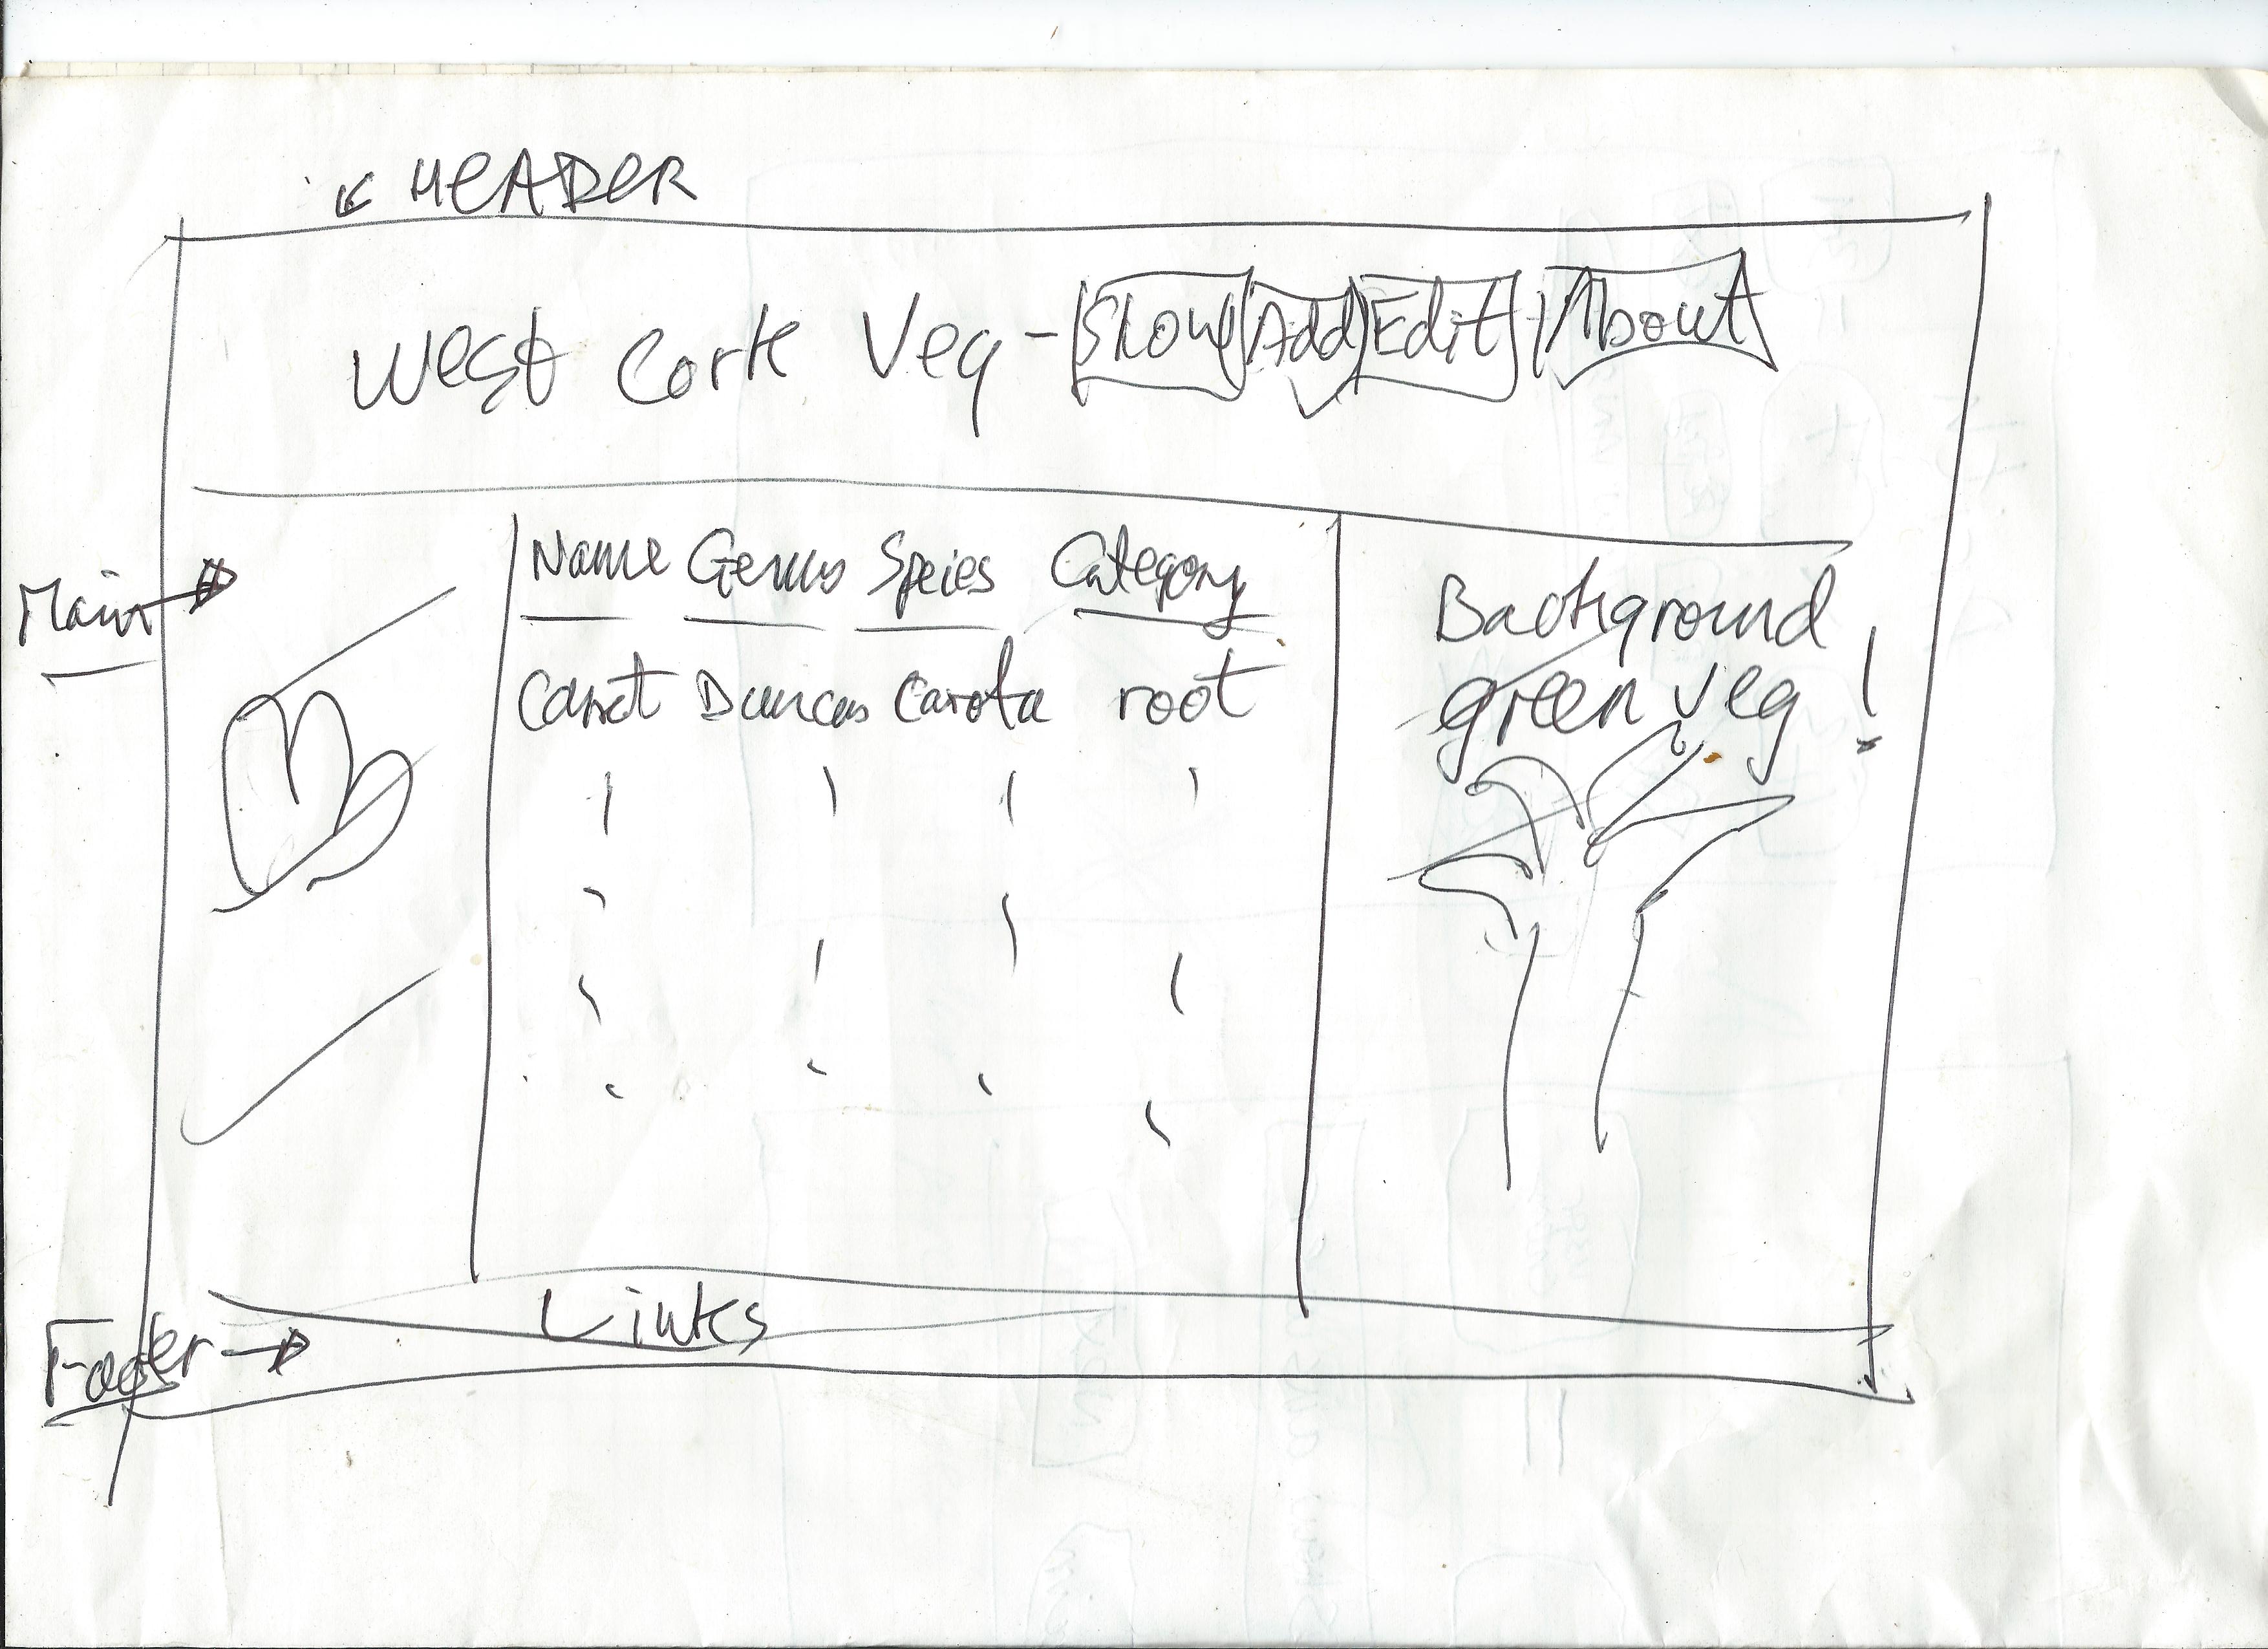 HEADER
West Cork Veg - Show Add Edit About
Main
Name Genus Speies Category
Carrot Duncus Carota root
Background
green veg!
Links
Footer